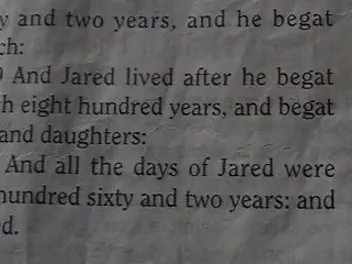 y and two years, and he begat
ch:
And Jared lived after he begat
h eight hundred years, and begat
and daughters:
And all the days of Jared were
hundred sixty and two years: and
d.